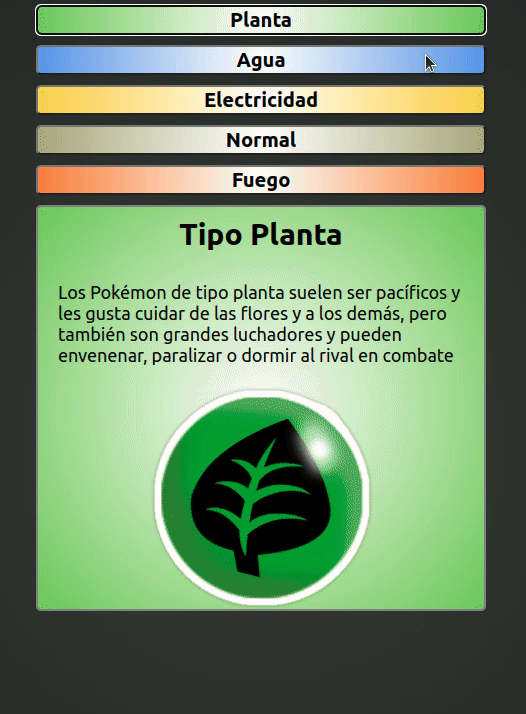 Planta
Agua
Electricidad
Normal
Fuego
Tipo Planta
Los Pokémon de tipo planta suelen ser pacíficos y
les gusta cuidar de las flores y a los demás, pero
también son grandes luchadores y pueden
envenenar, paralizar o dormir al rival en combate